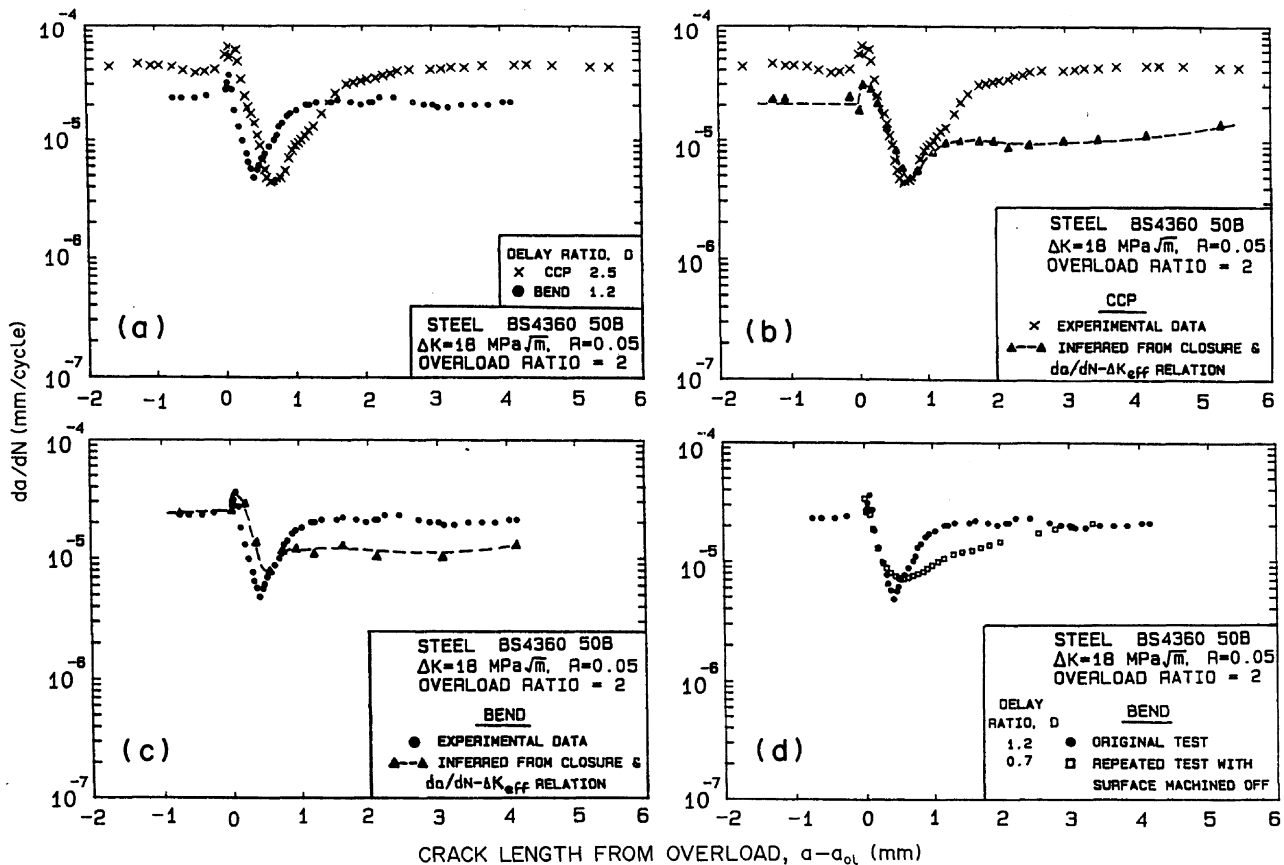 da/dN (mm/cycle)
10⁻⁴
10⁻⁵
10⁻⁶
10⁻⁷
(a)
DELAY RATIO, D
× CCP 2.5
● BEND 1.2
STEEL BS4360 50B
ΔK=18 MPa√m, R=0.05
OVERLOAD RATIO = 2
-2 -1 0 1 2 3 4 5 6
10⁻⁴
10⁻⁵
10⁻⁶
10⁻⁷
(b)
STEEL BS4360 50B
ΔK=18 MPa√m, R=0.05
OVERLOAD RATIO = 2
CCP
× EXPERIMENTAL DATA
▲—▲ INFERRED FROM CLOSURE &
da/dN-ΔKeff RELATION
-2 -1 0 1 2 3 4 5 6
10⁻⁴
10⁻⁵
10⁻⁶
10⁻⁷
(c)
STEEL BS4360 50B
ΔK=18 MPa√m, R=0.05
OVERLOAD RATIO = 2
BEND
● EXPERIMENTAL DATA
▲—▲ INFERRED FROM CLOSURE &
da/dN-ΔKeff RELATION
-2 -1 0 1 2 3 4 5 6
10⁻⁴
10⁻⁵
10⁻⁶
10⁻⁷
(d)
STEEL BS4360 50B
ΔK=18 MPa√m, R=0.05
OVERLOAD RATIO = 2
DELAY
RATIO, D BEND
1.2 ● ORIGINAL TEST
0.7 □ REPEATED TEST WITH
SURFACE MACHINED OFF
-2 -1 0 1 2 3 4 5 6
CRACK LENGTH FROM OVERLOAD, a-aoL (mm)